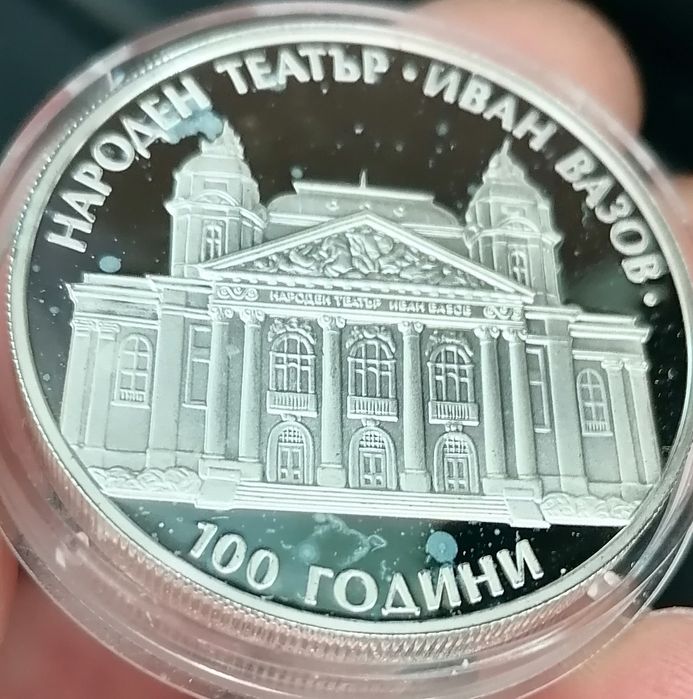 НАРОДЕН ТЕАТЪР · ИВАН ВАЗОВ ·
НАРОДЕН ТЕАТЪР ИВАН ВАЗОВ
100 ГОДИНИ